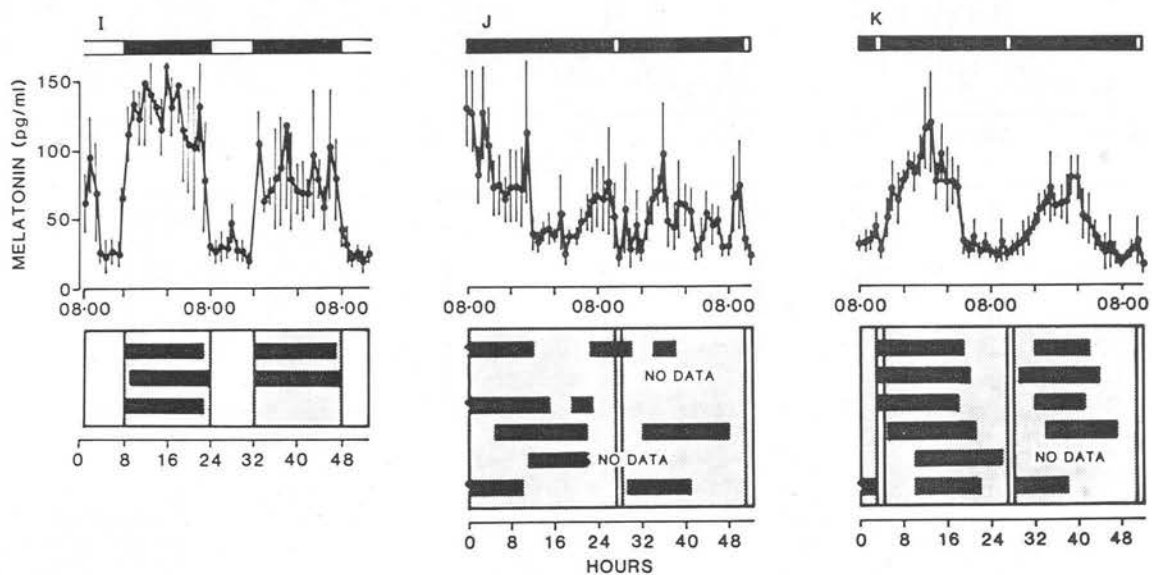 I
J
K
MELATONIN (pg/ml)
150
100
50
0
08·00 08·00 08·00
08·00 08·00 08·00
08·00 08·00 08·00
NO DATA
NO DATA
NO DATA
0 8 16 24 32 40 48
0 8 16 24 32 40 48
0 8 16 24 32 40 48
HOURS